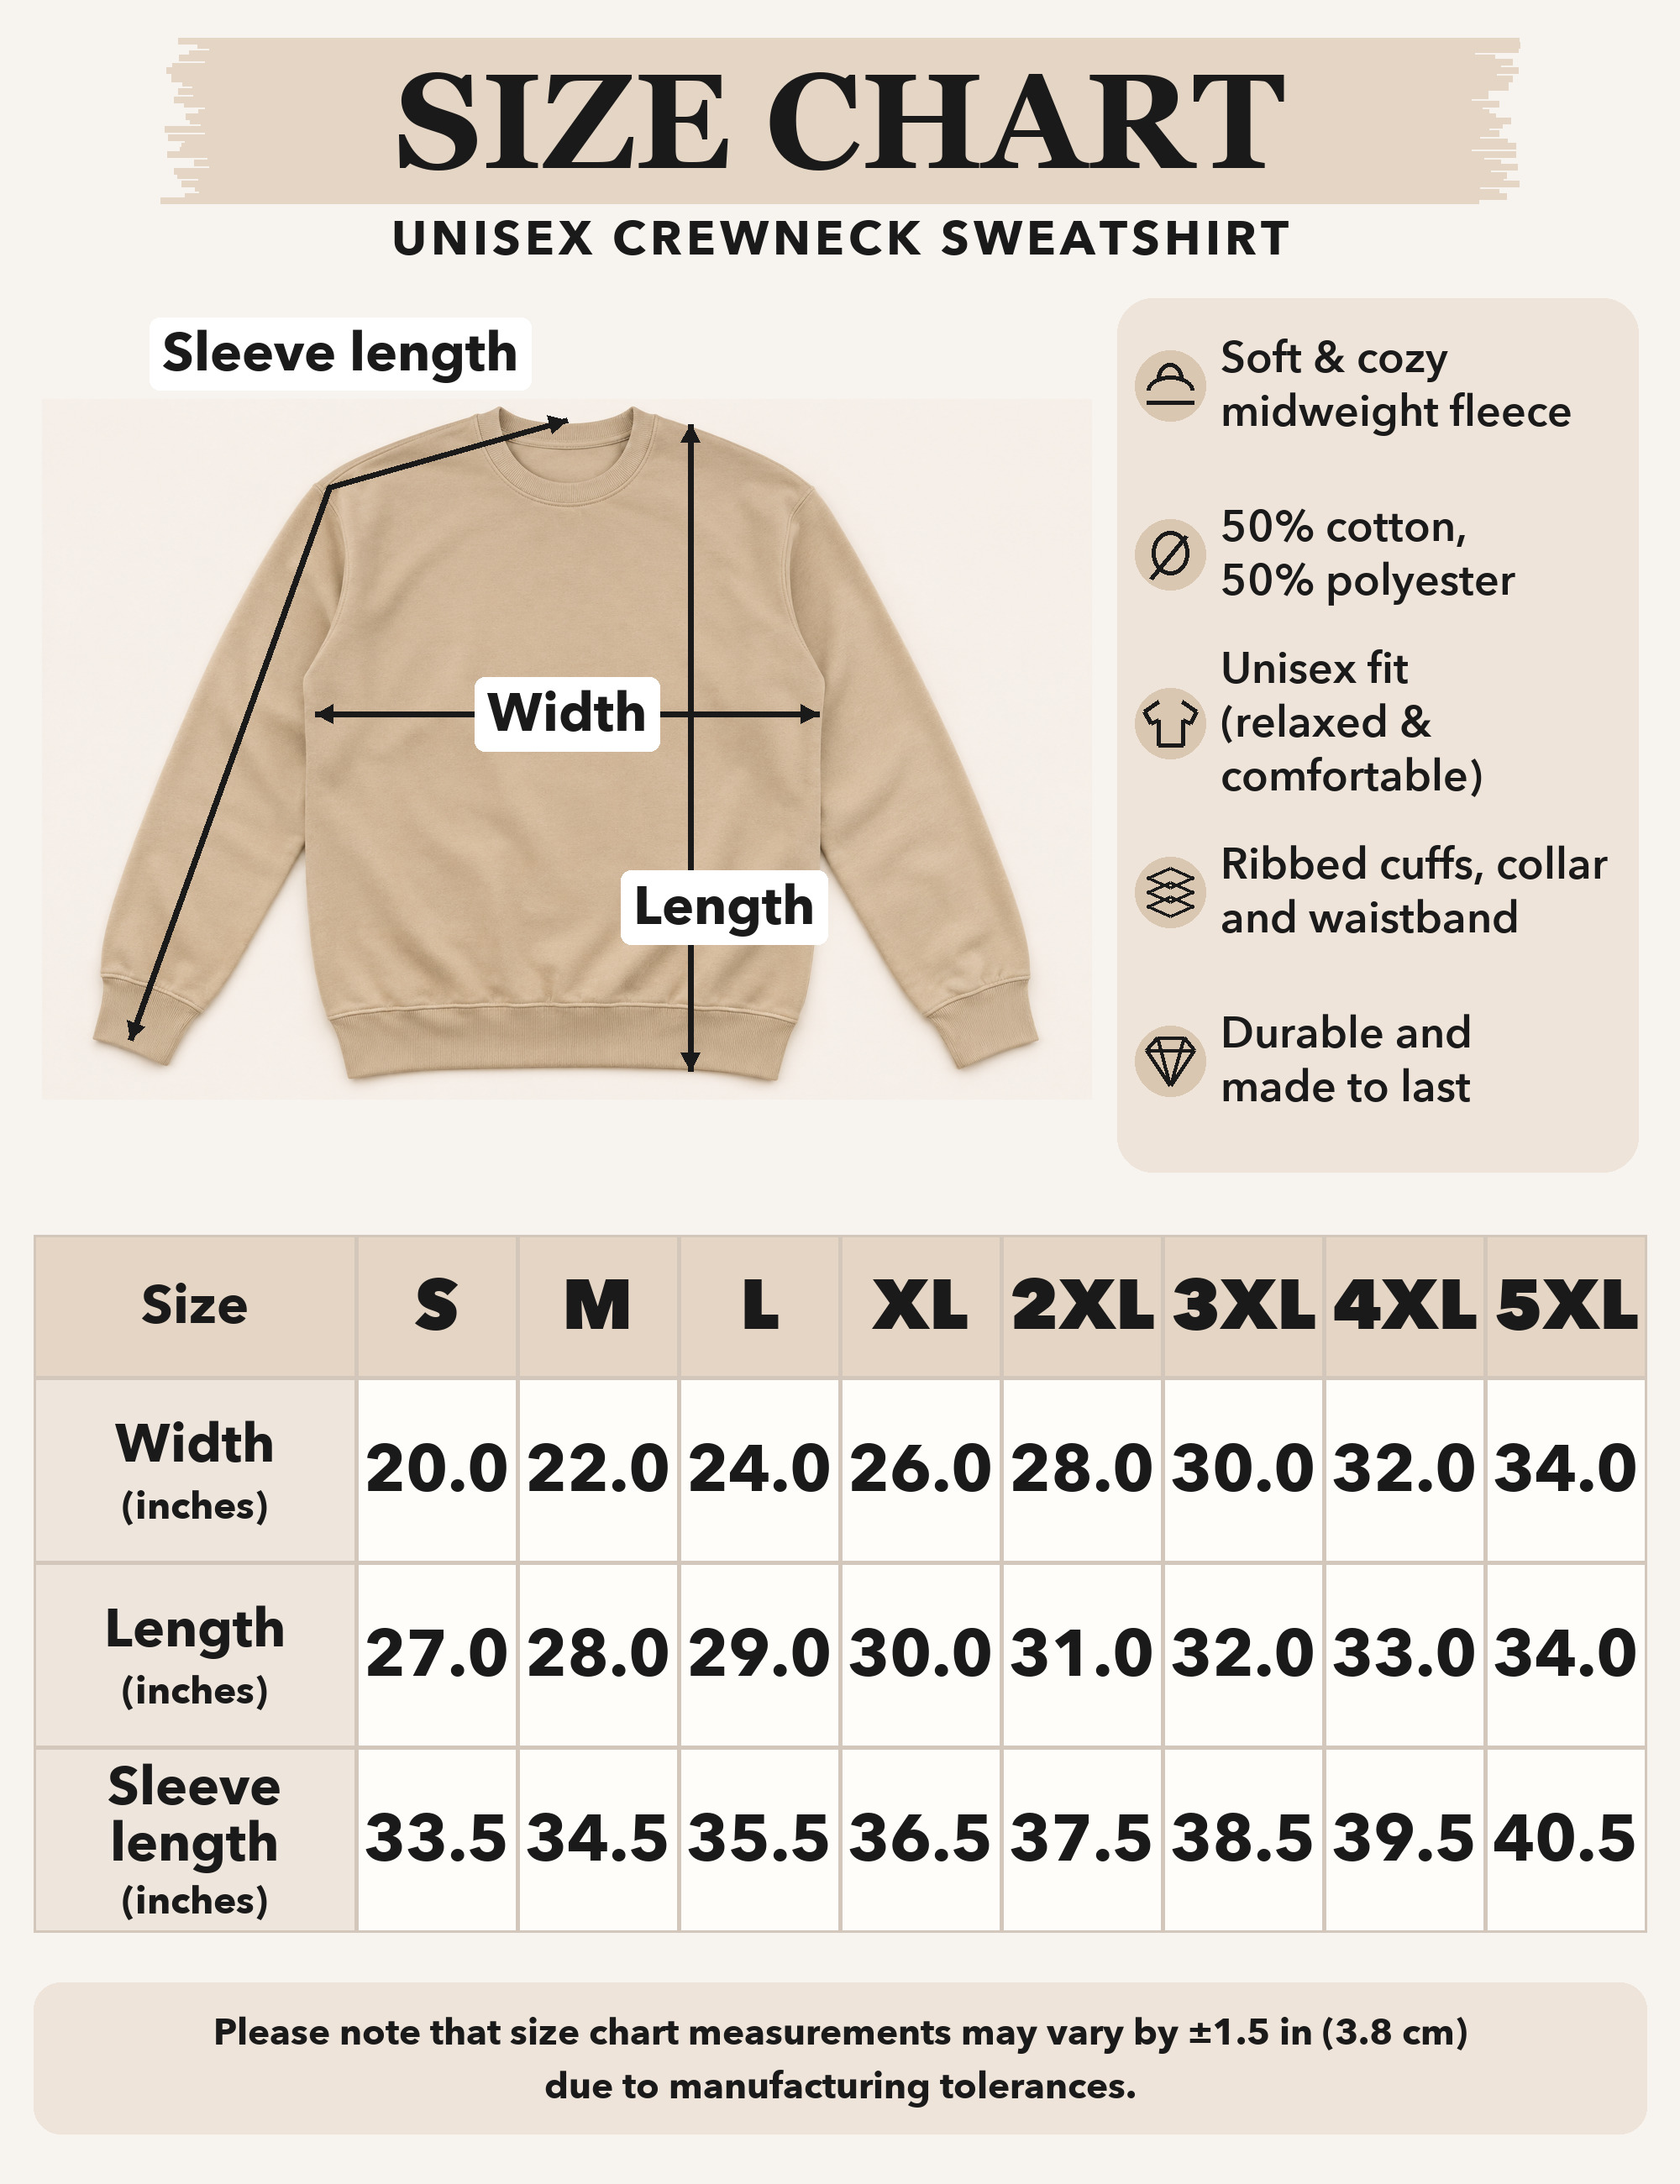 SIZE CHART
UNISEX CREWNECK SWEATSHIRT
Sleeve length
Width
Length
Soft & cozy
midweight fleece
50% cotton,
50% polyester
Unisex fit
(relaxed &
comfortable)
Ribbed cuffs, collar
and waistband
Durable and
made to last
Size S M L XL 2XL 3XL 4XL 5XL
Width
(inches)
20.0 22.0 24.0 26.0 28.0 30.0 32.0 34.0
Length
(inches)
27.0 28.0 29.0 30.0 31.0 32.0 33.0 34.0
Sleeve
length
(inches)
33.5 34.5 35.5 36.5 37.5 38.5 39.5 40.5
Please note that size chart measurements may vary by ±1.5 in (3.8 cm)
due to manufacturing tolerances.